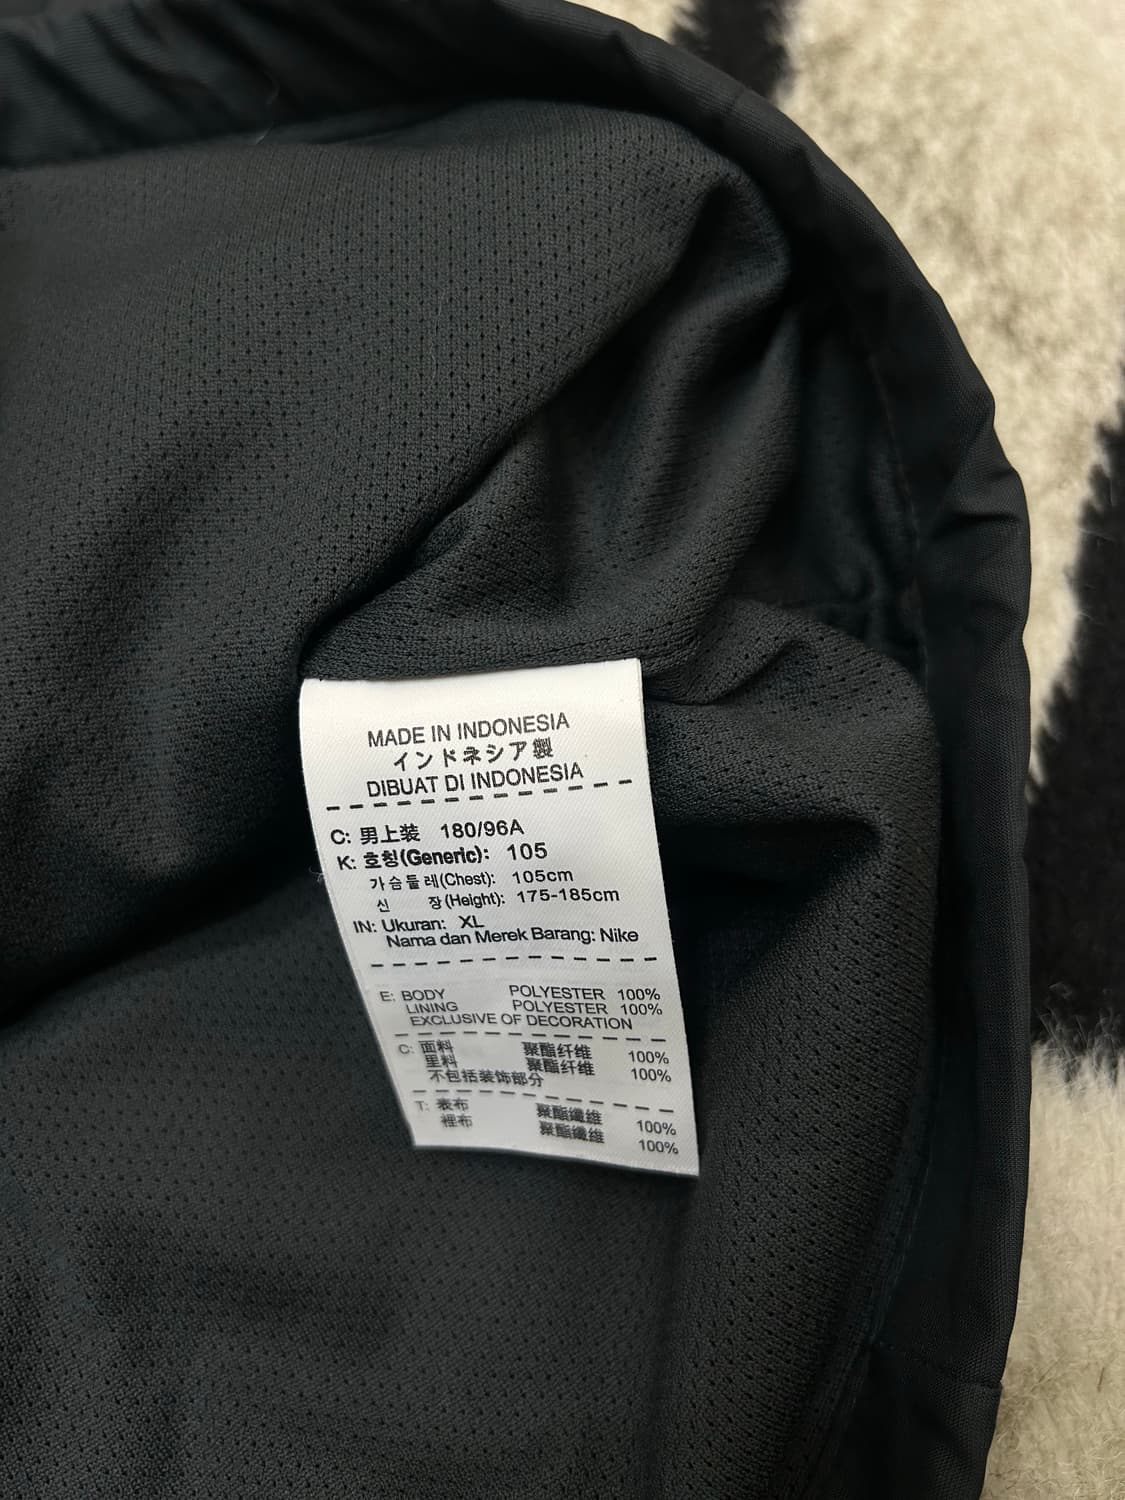 MADE IN INDONESIA
インドネシア製
DIBUAT DI INDONESIA
C: 男上装 180/96A
K: 호칭(Generic): 105
가슴둘레(Chest): 105cm
신 장(Height): 175-185cm
IN: Ukuran: XL
Nama dan Merek Barang: Nike
E: BODY POLYESTER 100%
LINING POLYESTER 100%
EXCLUSIVE OF DECORATION
C: 面料 聚酯纤维 100%
里料 聚酯纤维 100%
不包括装饰部分
T: 表布 聚酯纖維 100%
裡布 聚酯纖維 100%